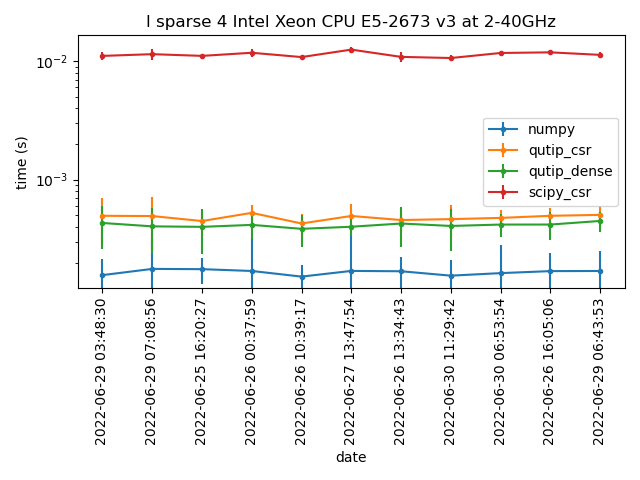 I sparse 4 Intel Xeon CPU E5-2673 v3 at 2-40GHz
time (s)
10⁻²
10⁻³
numpy
qutip_csr
qutip_dense
scipy_csr
2022-06-29 03:48:30
2022-06-29 07:08:56
2022-06-25 16:20:27
2022-06-26 00:37:59
2022-06-26 10:39:17
2022-06-27 13:47:54
2022-06-26 13:34:43
2022-06-30 11:29:42
2022-06-30 06:53:54
2022-06-26 16:05:06
2022-06-29 06:43:53
date